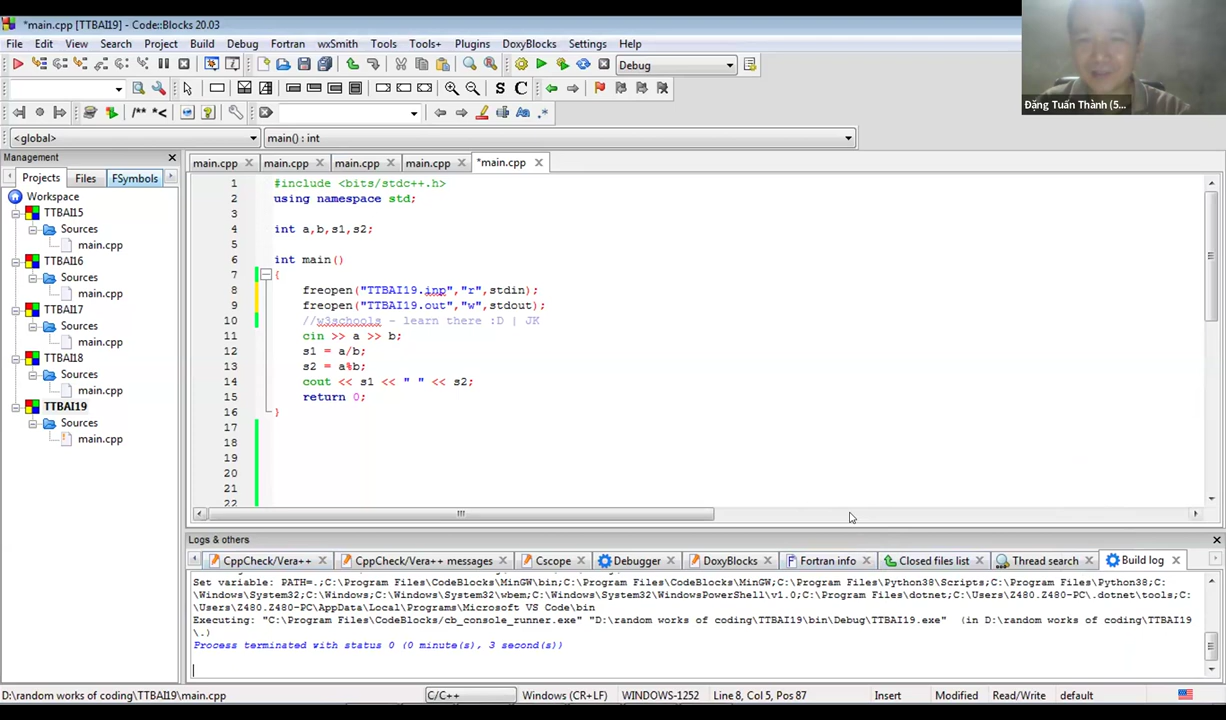 *main.cpp [TTBAI19] - Code::Blocks 20.03
File Edit View Search Project Build Debug Fortran wxSmith Tools Tools+ Plugins DoxyBlocks Settings Help
Debug
S C
/** *<
Aa .*
<global> main() : int
Đặng Tuấn Thành (5...
Management
Projects Files FSymbols
Workspace
TTBAI15
Sources
main.cpp
TTBAI16
Sources
main.cpp
TTBAI17
Sources
main.cpp
TTBAI18
Sources
main.cpp
TTBAI19
Sources
main.cpp
main.cpp main.cpp main.cpp main.cpp *main.cpp
1 #include <bits/stdc++.h>
2 using namespace std;
3
4 int a,b,s1,s2;
5
6 int main()
7 {
8 freopen("TTBAI19.inp","r",stdin);
9 freopen("TTBAI19.out","w",stdout);
10 //w3schools - learn there :D | JK
11 cin >> a >> b;
12 s1 = a/b;
13 s2 = a%b;
14 cout << s1 << " " << s2;
15 return 0;
16 }
17
18
19
20
21
22
Logs & others
CppCheck/Vera++ CppCheck/Vera++ messages Cscope Debugger DoxyBlocks Fortran info Closed files list Thread search Build log
Set variable: PATH=.;C:\Program Files\CodeBlocks\MinGW\bin;C:\Program Files\CodeBlocks\MinGW;C:\Program Files\Python38\Scripts;C:\Program Files\Python38;C:
\Windows\System32;C:\Windows;C:\Windows\System32\wbem;C:\Windows\System32\WindowsPowerShell\v1.0;C:\Program Files\dotnet;C:\Users\Z480.Z480-PC\.dotnet\tools;C:
\Users\Z480.Z480-PC\AppData\Local\Programs\Microsoft VS Code\bin
Executing: "C:\Program Files\CodeBlocks/cb_console_runner.exe" "D:\random works of coding\TTBAI19\bin\Debug\TTBAI19.exe"  (in D:\random works of coding\TTBAI19
\.)
Process terminated with status 0 (0 minute(s), 3 second(s))
D:\random works of coding\TTBAI19\main.cpp C/C++ Windows (CR+LF) WINDOWS-1252 Line 8, Col 5, Pos 87 Insert Modified Read/Write default